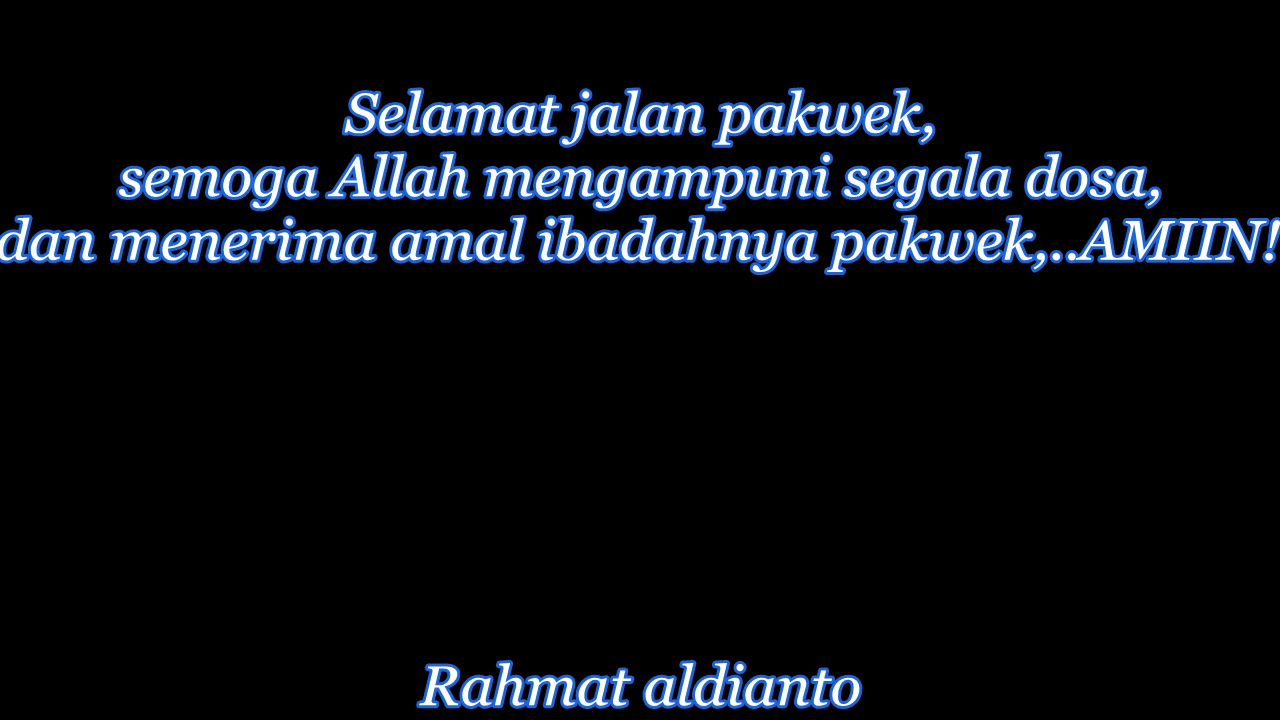 Selamat jalan pakwek,
semoga Allah mengampuni segala dosa,
dan menerima amal ibadahnya pakwek,..AMIIN!
Rahmat aldianto